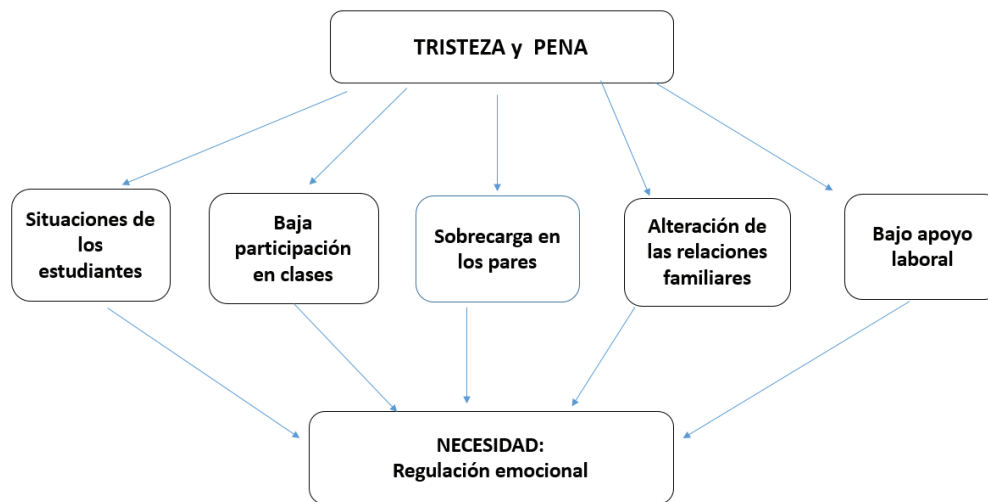 TRISTEZA y PENA
Situaciones de
los
estudiantes
Baja
participación
en clases
Sobrecarga en
los pares
Alteración de
las relaciones
familiares
Bajo apoyo
laboral
NECESIDAD:
Regulación emocional